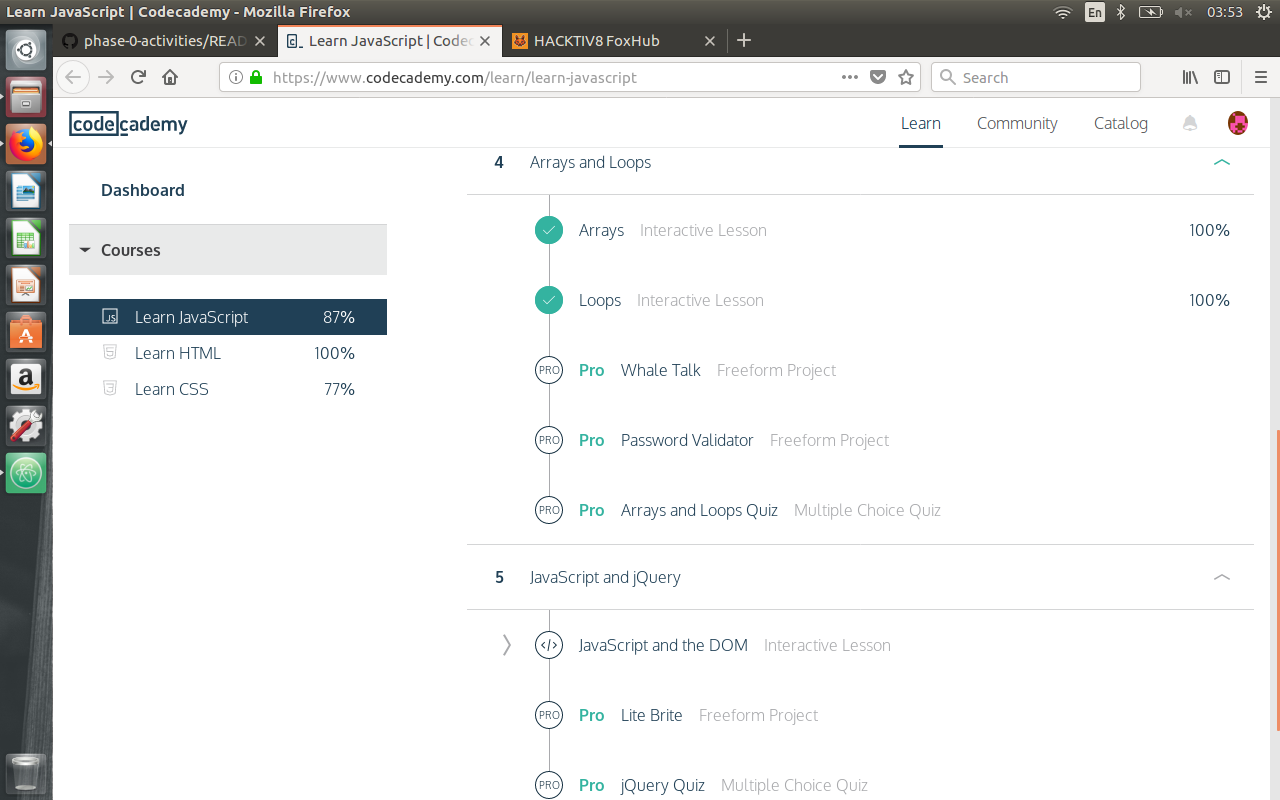 Learn JavaScript | Codecademy - Mozilla Firefox
En
03:53
phase-0-activities/READ
Learn JavaScript | Codec
HACKTIV8 FoxHub
https://www.codecademy.com/learn/learn-javascript
Search
codecademy
Learn
Community
Catalog
Dashboard
Courses
JS
Learn JavaScript 87%
Learn HTML 100%
Learn CSS 77%
4 Arrays and Loops
Arrays Interactive Lesson 100%
Loops Interactive Lesson 100%
PRO Pro Whale Talk Freeform Project
PRO Pro Password Validator Freeform Project
PRO Pro Arrays and Loops Quiz Multiple Choice Quiz
5 JavaScript and jQuery
</> JavaScript and the DOM Interactive Lesson
PRO Pro Lite Brite Freeform Project
PRO Pro jQuery Quiz Multiple Choice Quiz